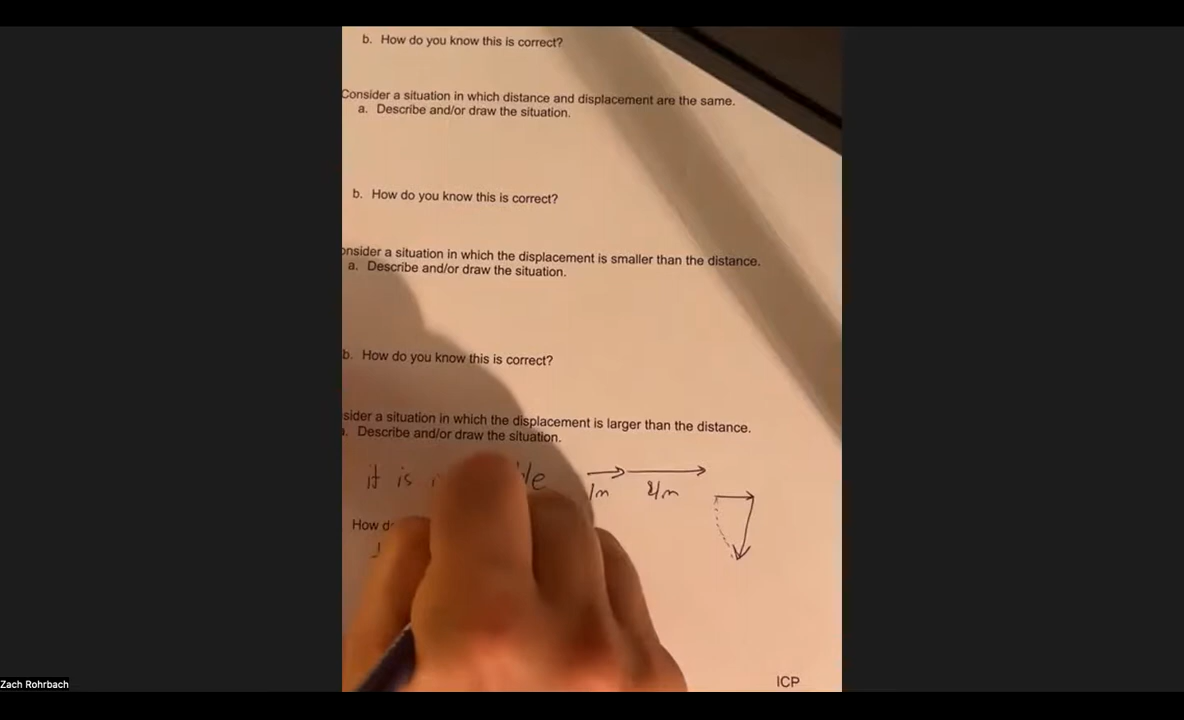 b. How do you know this is correct?
Consider a situation in which distance and displacement are the same.
a. Describe and/or draw the situation.
b. How do you know this is correct?
onsider a situation in which the displacement is smaller than the distance.
a. Describe and/or draw the situation.
b. How do you know this is correct?
sider a situation in which the displacement is larger than the distance.
. Describe and/or draw the situation.
it is
1m
How d
ICP
Zach Rohrbach